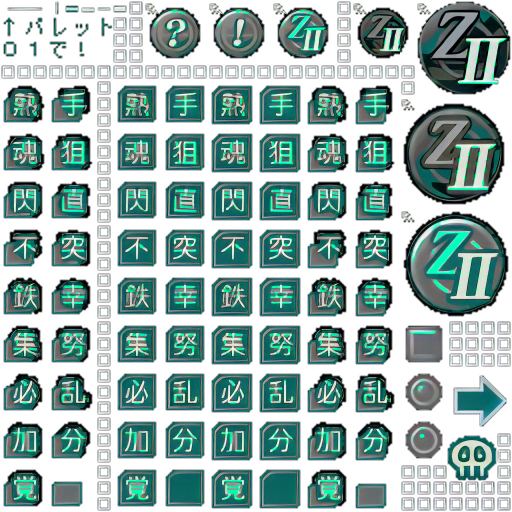 ↑パレット
０１で！
? ! ZII ZII ZII
熟 手 熟 手 熟 手 熟 手
魂 狙 魂 狙 魂 狙 魂 狙
ZII
閃 直 閃 直 閃 直 閃 直
不 突 不 突 不 突 不 突
ZII
鉄 幸 鉄 幸 鉄 幸 鉄 幸
集 努 集 努 集 努 集 努
必 乱 必 乱 必 乱 必 乱
加 分 加 分 加 分 加 分
覚 覚 覚 覚